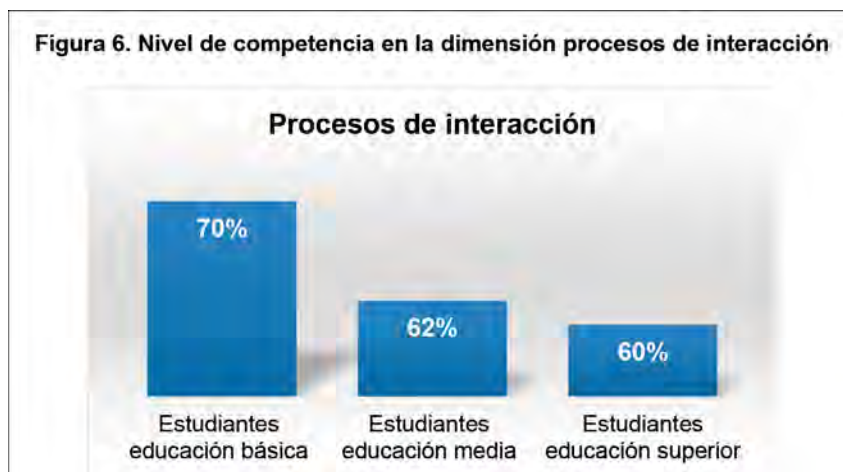 Figura 6. Nivel de competencia en la dimensión procesos de interacción
Procesos de interacción
70%
62%
60%
Estudiantes educación básica
Estudiantes educación media
Estudiantes educación superior